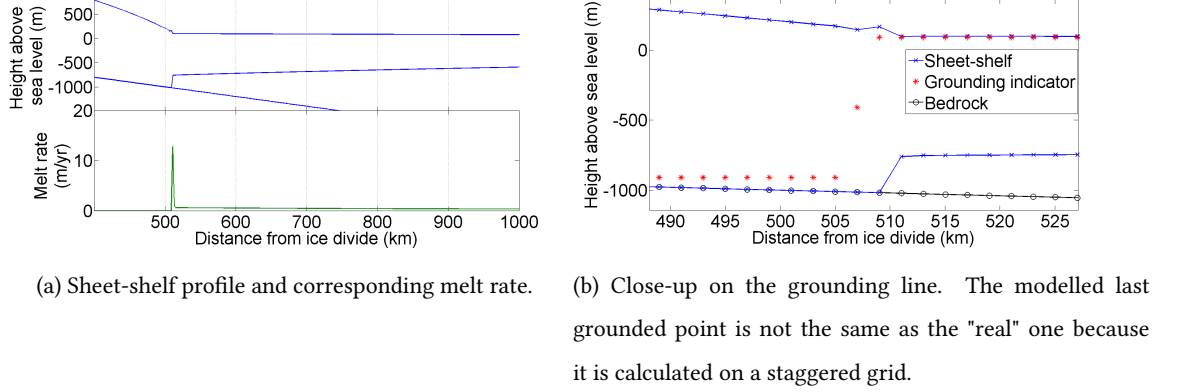 500
0
-500
-1000
Height above
sea level (m)
20
10
0
Melt rate
(m/yr)
500 600 700 800 900 1000
Distance from ice divide (km)
(a) Sheet-shelf profile and corresponding melt rate.
0
-500
-1000
Height above sea level (m)
Sheet-shelf
Grounding indicator
Bedrock
490 495 500 505 510 515 520 525
Distance from ice divide (km)
(b) Close-up on the grounding line. The modelled last
grounded point is not the same as the "real" one because
it is calculated on a staggered grid.